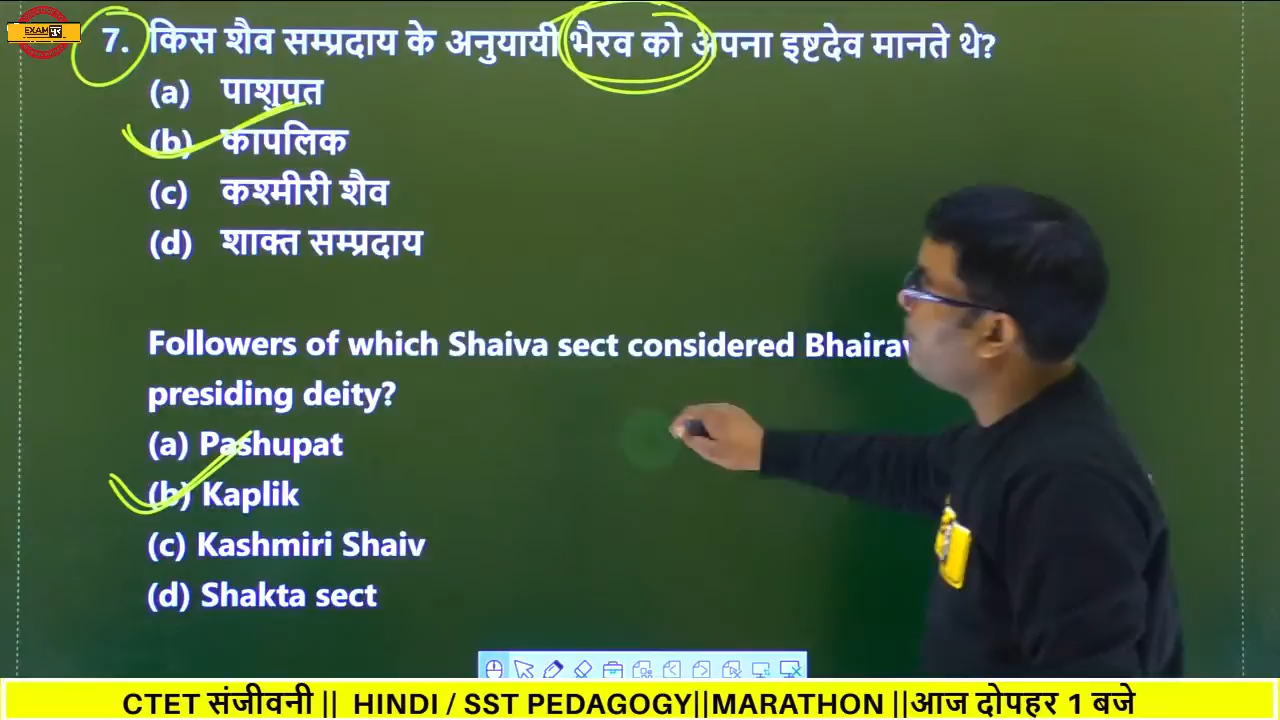 EXAM
7. किस शैव सम्प्रदाय के अनुयायी भैरव को अपना इष्टदेव मानते थे?
(a) पाशुपत
(b) कापलिक
(c) कश्मीरी शैव
(d) शाक्त सम्प्रदाय
Followers of which Shaiva sect considered
presiding deity?
(a) Pashupat
(b) Kaplik
(c) Kashmiri Shaiv
(d) Shakta sect
CTET संजीवनी || HINDI / SST PEDAGOGY||MARATHON ||आज दोपहर 1 बजे